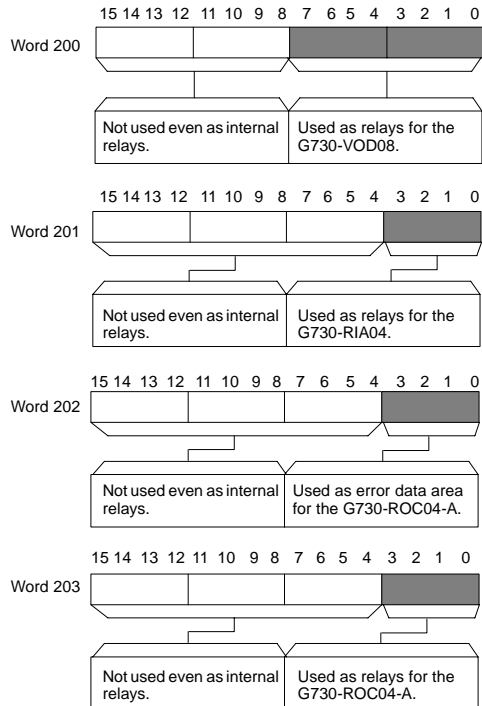 15 14 13 12 11 10 9 8 7 6 5 4 3 2 1 0
Word 200
Not used even as internal relays.
Used as relays for the G730-VOD08.
15 14 13 12 11 10 9 8 7 6 5 4 3 2 1 0
Word 201
Not used even as internal relays.
Used as relays for the G730-RIA04.
15 14 13 12 11 10 9 8 7 6 5 4 3 2 1 0
Word 202
Not used even as internal relays.
Used as error data area for the G730-ROC04-A.
15 14 13 12 11 10 9 8 7 6 5 4 3 2 1 0
Word 203
Not used even as internal relays.
Used as relays for the G730-ROC04-A.